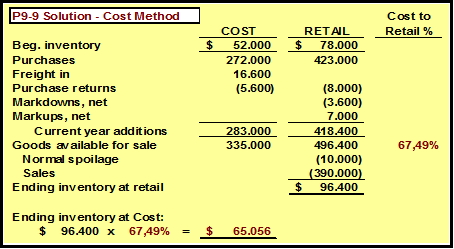 P9-9 Solution - Cost Method Cost to
COST RETAIL Retail %
Beg. inventory $ 52.000 $ 78.000
Purchases 272.000 423.000
Freight in 16.600
Purchase returns (5.600) (8.000)
Markdowns, net (3.600)
Markups, net 7.000
Current year additions 283.000 418.400
Goods available for sale 335.000 496.400 67,49%
Normal spoilage (10.000)
Sales (390.000)
Ending inventory at retail $ 96.400
Ending inventory at Cost:
$ 96.400 x 67,49% = $ 65.056